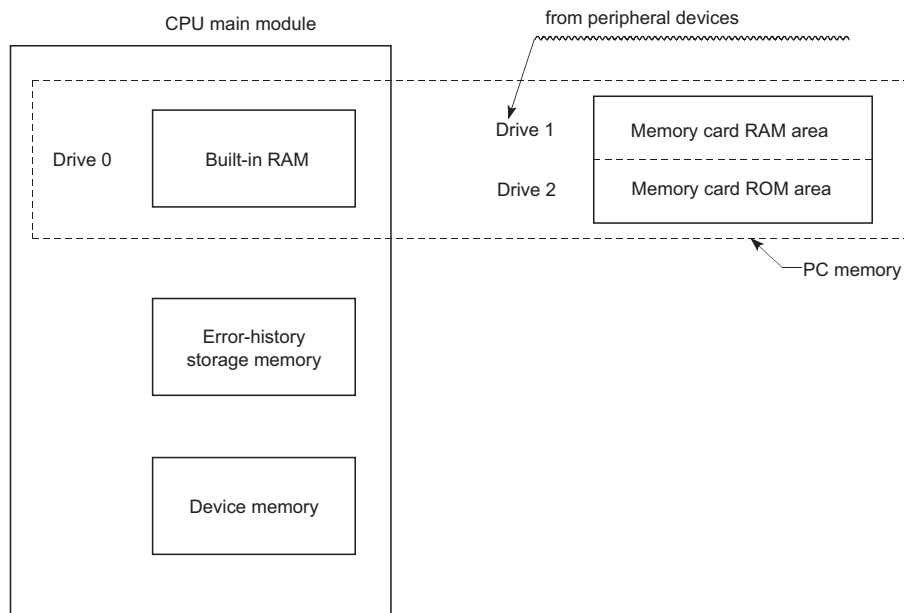 CPU main module
from peripheral devices
Drive 0
Built-in RAM
Drive 1
Memory card RAM area
Drive 2
Memory card ROM area
PC memory
Error-history
storage memory
Device memory